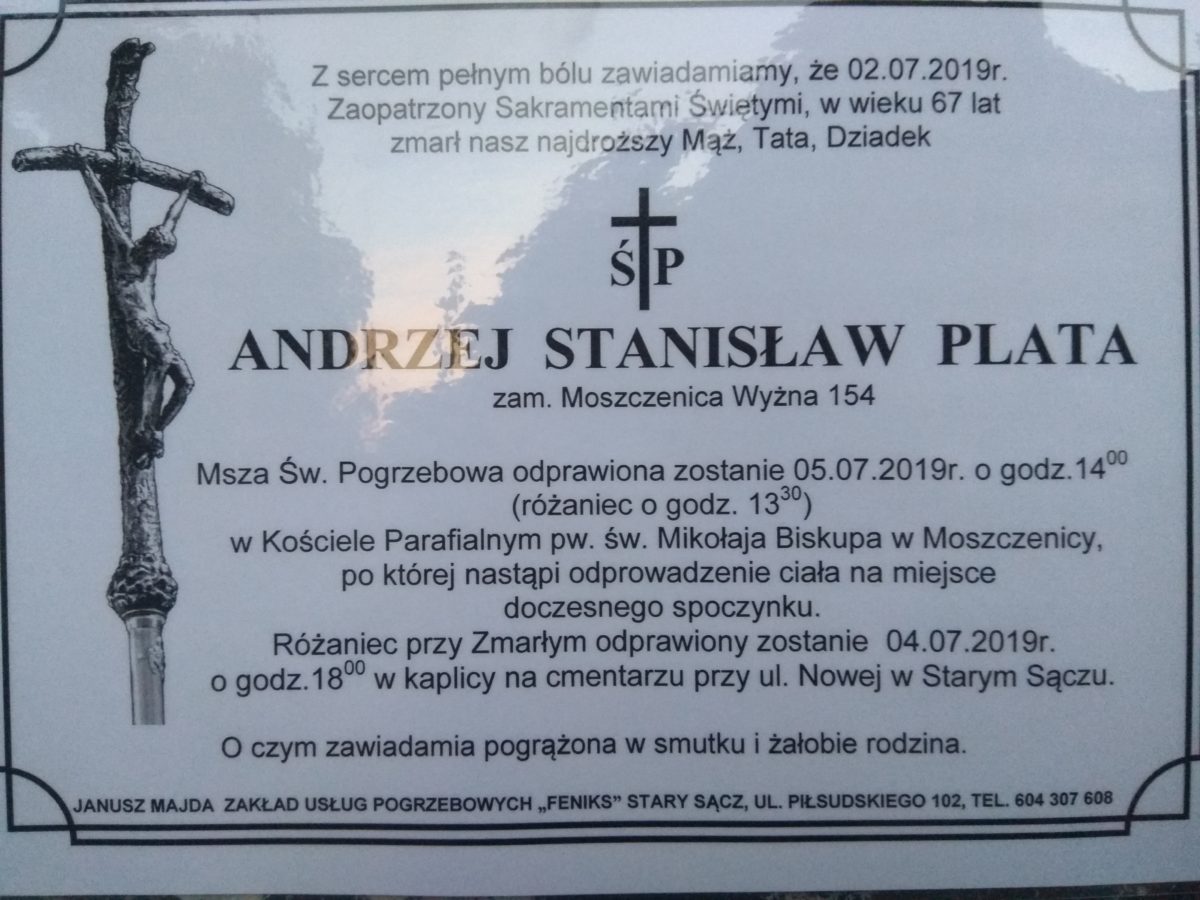 Z sercem pełnym bólu zawiadamiamy, że 02.07.2019r.
Zaopatrzony Sakramentami Świętymi, w wieku 67 lat
zmarł nasz najdroższy Mąż, Tata, Dziadek
Ś P
ANDRZEJ STANISŁAW PLATA
zam. Moszczenica Wyżna 154
Msza Św. Pogrzebowa odprawiona zostanie 05.07.2019r. o godz.14⁰⁰
(różaniec o godz. 13³⁰)
w Kościele Parafialnym pw. św. Mikołaja Biskupa w Moszczenicy,
po której nastąpi odprowadzenie ciała na miejsce
doczesnego spoczynku.
Różaniec przy Zmarłym odprawiony zostanie 04.07.2019r.
o godz.18⁰⁰ w kaplicy na cmentarzu przy ul. Nowej w Starym Sączu.
O czym zawiadamia pogrążona w smutku i żałobie rodzina.
JANUSZ MAJDA ZAKŁAD USŁUG POGRZEBOWYCH „FENIKS” STARY SĄCZ, UL. PIŁSUDSKIEGO 102, TEL. 604 307 608